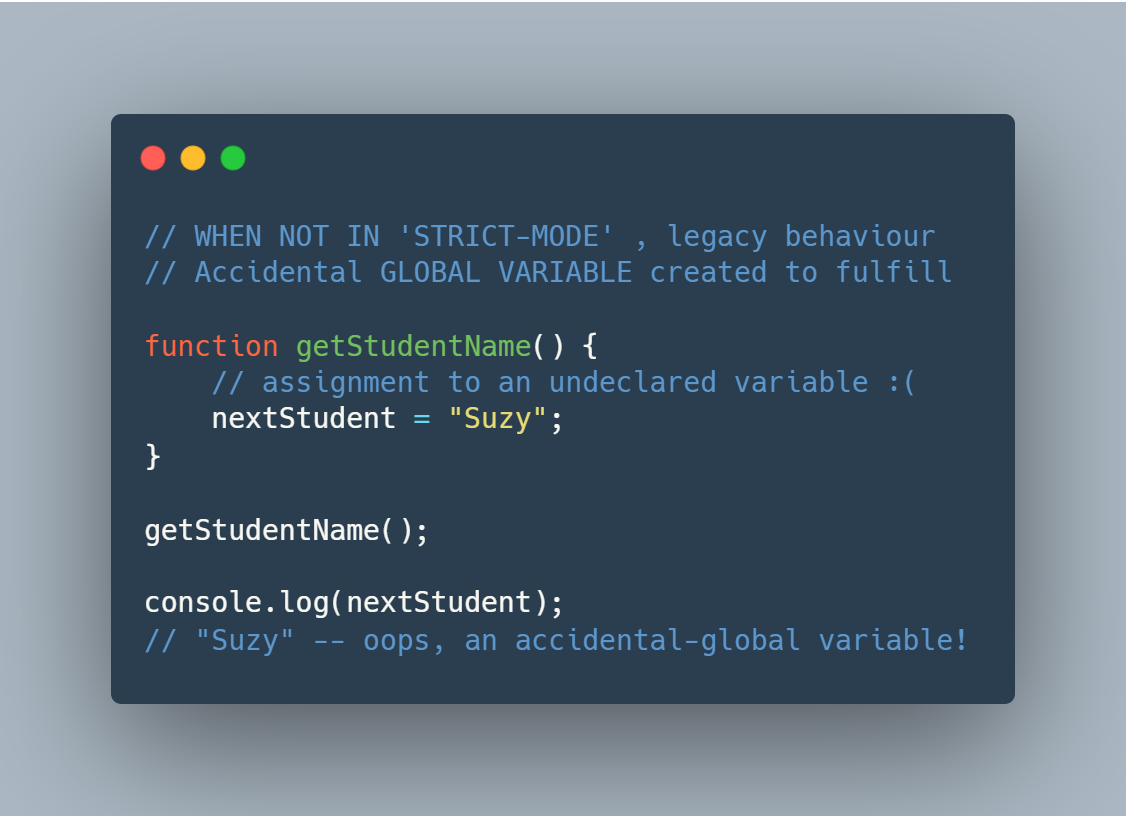 // WHEN NOT IN 'STRICT-MODE' , legacy behaviour
// Accidental GLOBAL VARIABLE created to fulfill
function getStudentName() {
    // assignment to an undeclared variable :(
    nextStudent = "Suzy";
}
getStudentName();
console.log(nextStudent);
// "Suzy" -- oops, an accidental-global variable!